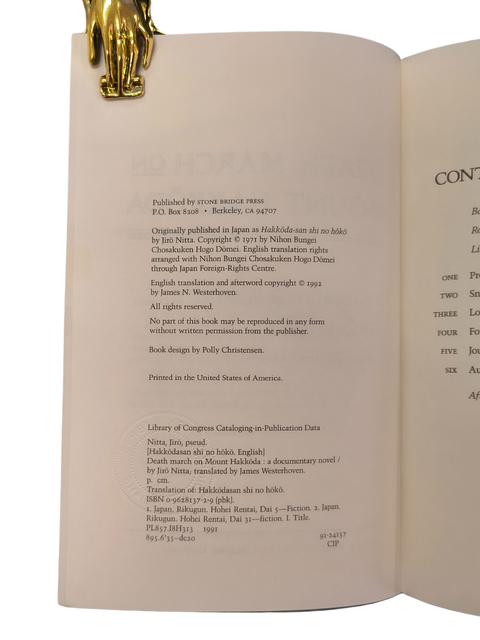 Published by STONE BRIDGE PRESS
P.O. Box 8208 • Berkeley, CA 94707
Originally published in Japan as Hakkōda-san shi no hōkō
by Jirō Nitta. Copyright © 1971 by Nihon Bungei
Chosakuken Hogo Dōmei. English translation rights
arranged with Nihon Bungei Chosakuken Hogo Dōmei
through Japan Foreign-Rights Centre.
English translation and afterword copyright © 1992
by James N. Westerhoven.
All rights reserved.
No part of this book may be reproduced in any form
without written permission from the publisher.
Book design by Polly Christensen.
Printed in the United States of America.
Library of Congress Cataloging-in-Publication Data
Nitta, Jirō, pseud.
[Hakkōdasan shi no hōkō. English]
Death march on Mount Hakkōda : a documentary novel /
by Jirō Nitta; translated by James Westerhoven.
p. cm.
Translation of: Hakkōdasan shi no hōkō.
ISBN 0-9628137-2-9 (pbk).
1. Japan. Rikugun. Hohei Rentai, Dai 5—Fiction. 2. Japan.
Rikugun. Hohei Rentai, Dai 31—fiction. I. Title.
PL857.I8H313 1991
895.6'35—dc20
91-24137
CIP
CONT
ONE
TWO
THREE
FOUR
FIVE
SIX